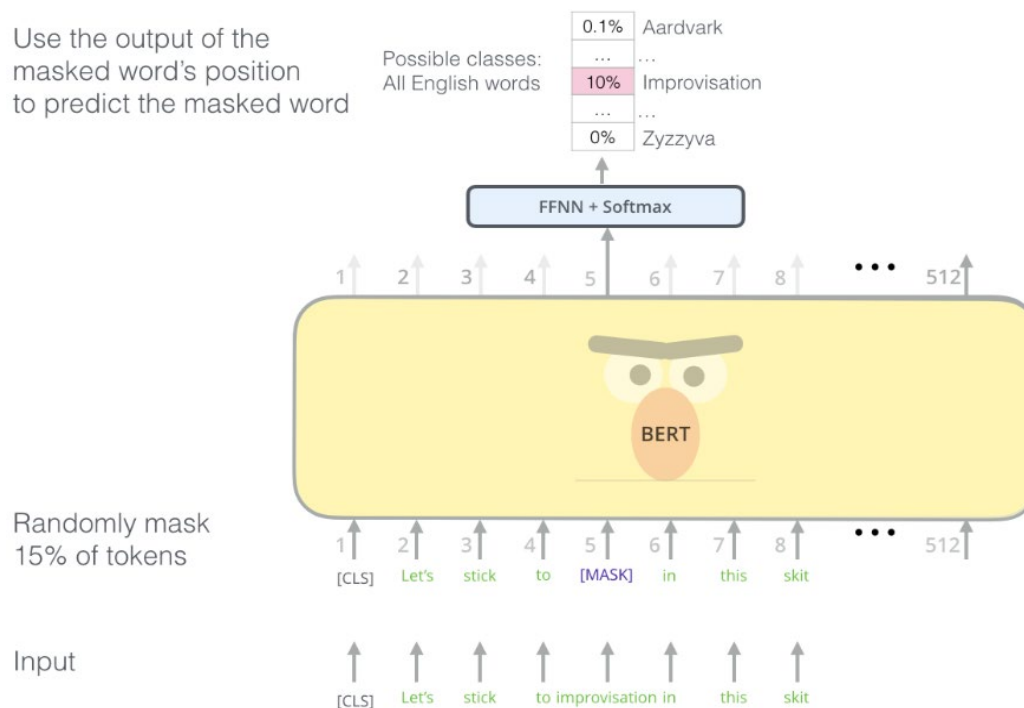 Use the output of the
masked word's position
to predict the masked word
Possible classes:
All English words
0.1% Aardvark
... ...
10% Improvisation
... ...
0% Zyzzyva
FFNN + Softmax
1 2 3 4 5 6 7 8 ... 512
BERT
Randomly mask
15% of tokens
1 2 3 4 5 6 7 8 ... 512
[CLS] Let's stick to [MASK] in this skit
Input
[CLS] Let's stick to improvisation in this skit